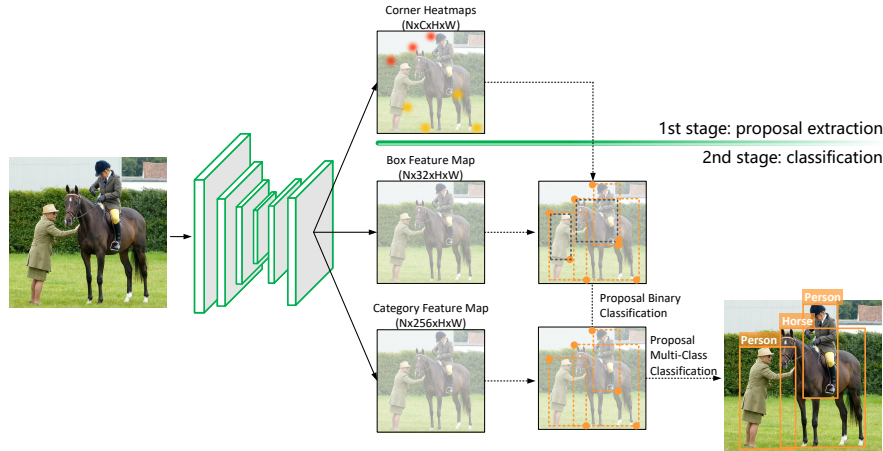 Corner Heatmaps
(NxCxHxW)
1st stage: proposal extraction
2nd stage: classification
Box Feature Map
(Nx32xHxW)
Proposal Binary
Classification
Category Feature Map
(Nx256xHxW)
Proposal
Multi-Class
Classification
Person
Horse
Person